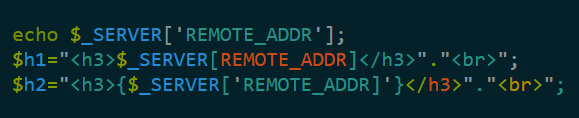 echo $_SERVER['REMOTE_ADDR'];
$h1="<h3>$_SERVER[REMOTE_ADDR]</h3>"."<br>";
$h2="<h3>{$_SERVER['REMOTE_ADDR]'}</h3>"."<br>";